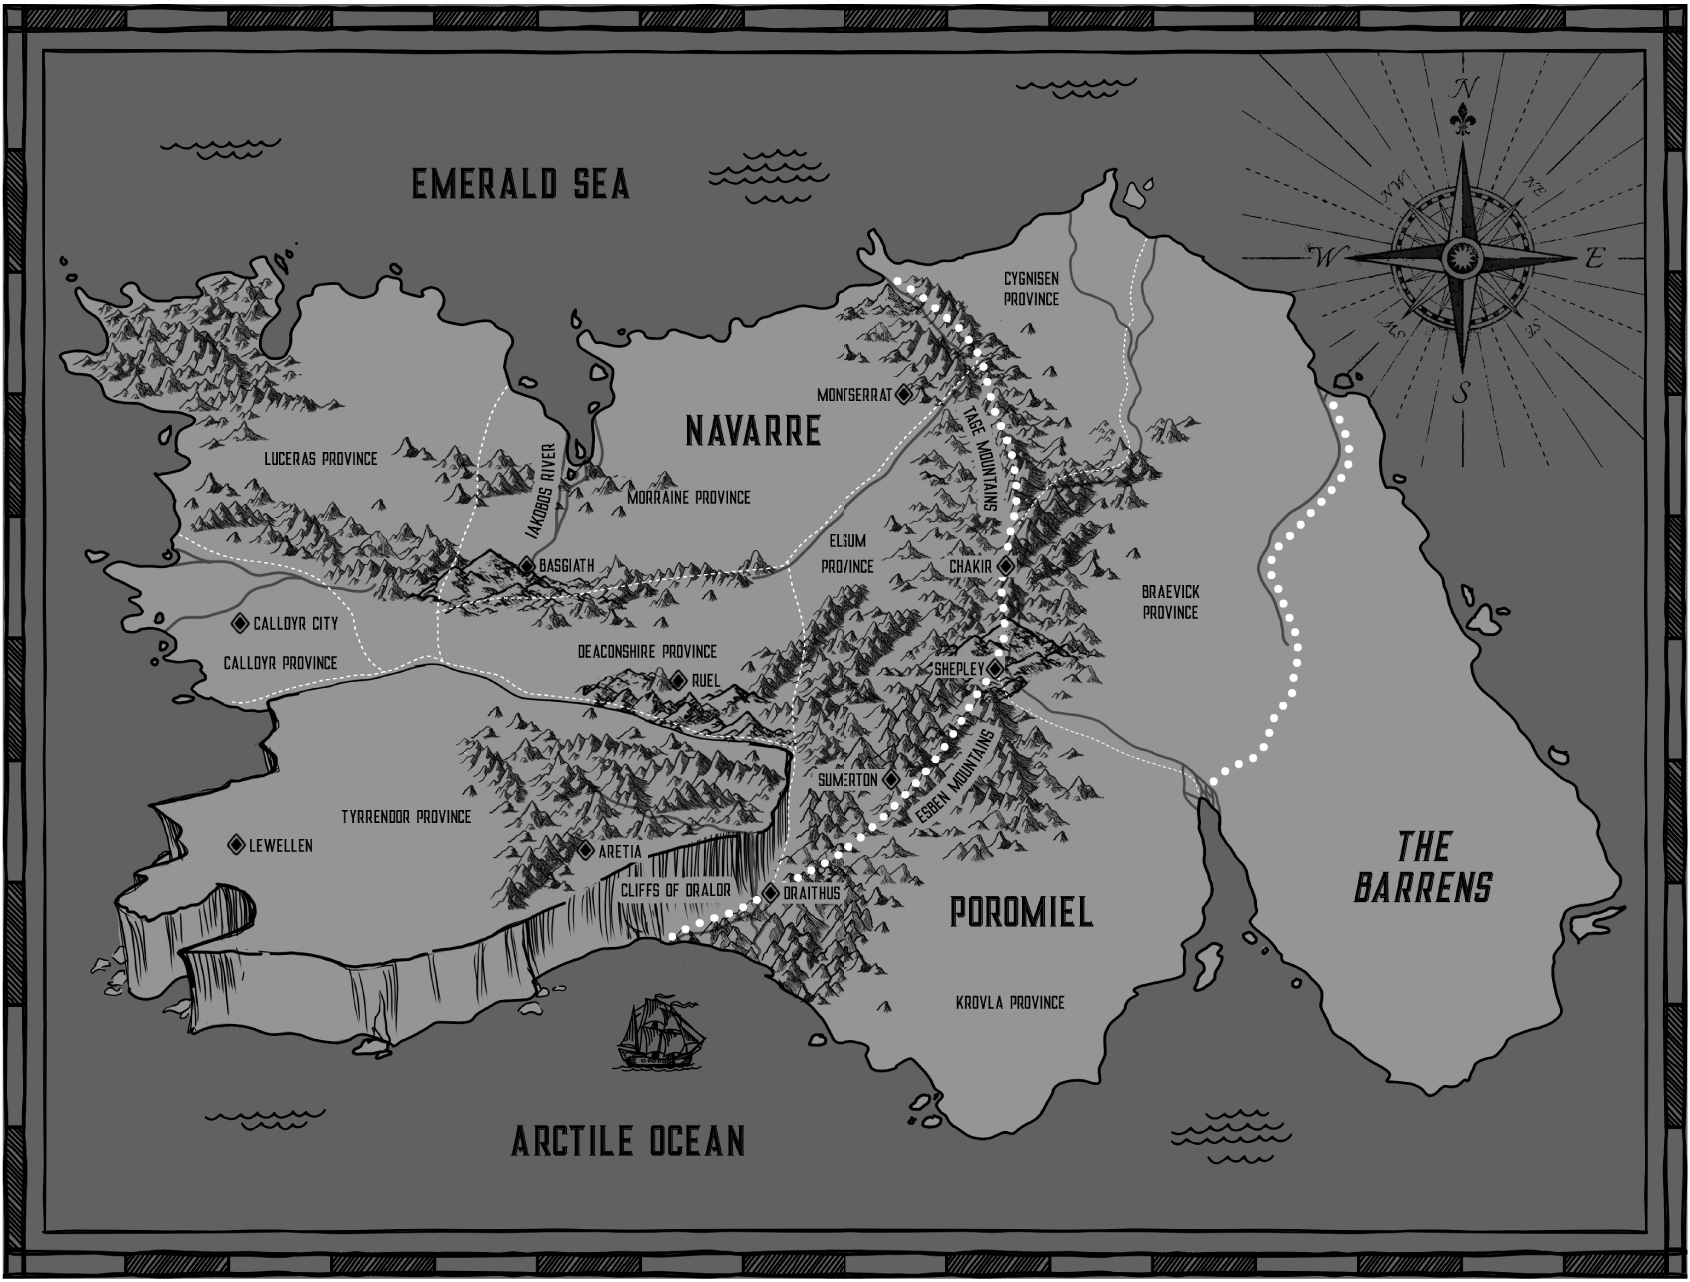 N
EMERALD SEA
NW
NE
W
E
CYGNISEN
PROVINCE
SW
SE
S
MONTSERRAT
NAVARRE
TAGE MOUNTAINS
LUCERAS PROVINCE
IAKOBOS RIVER
MORRAINE PROVINCE
ELSUM
PROVINCE
BASGIATH
CHAKIR
BRAEVICK
PROVINCE
CALLDYR CITY
CALLDYR PROVINCE
DEACONSHIRE PROVINCE
RUEL
SHEPLEY
SUMERTON
ESBEN MOUNTAINS
TYRRENDOR PROVINCE
LEWELLEN
ARETIA
THE
BARRENS
CLIFFS OF DRALOR
DRAITHUS
POROMIEL
KROVLA PROVINCE
ARCTILE OCEAN